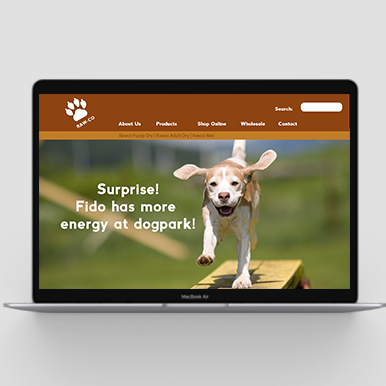 Search:
RAW-CO
About Us Products Shop Online Wholesale Contact
Rawco Puppy Dry | Rawco Adult Dry | Rawco Wet
Surprise!
Fido has more
energy at dogpark!
MacBook Air